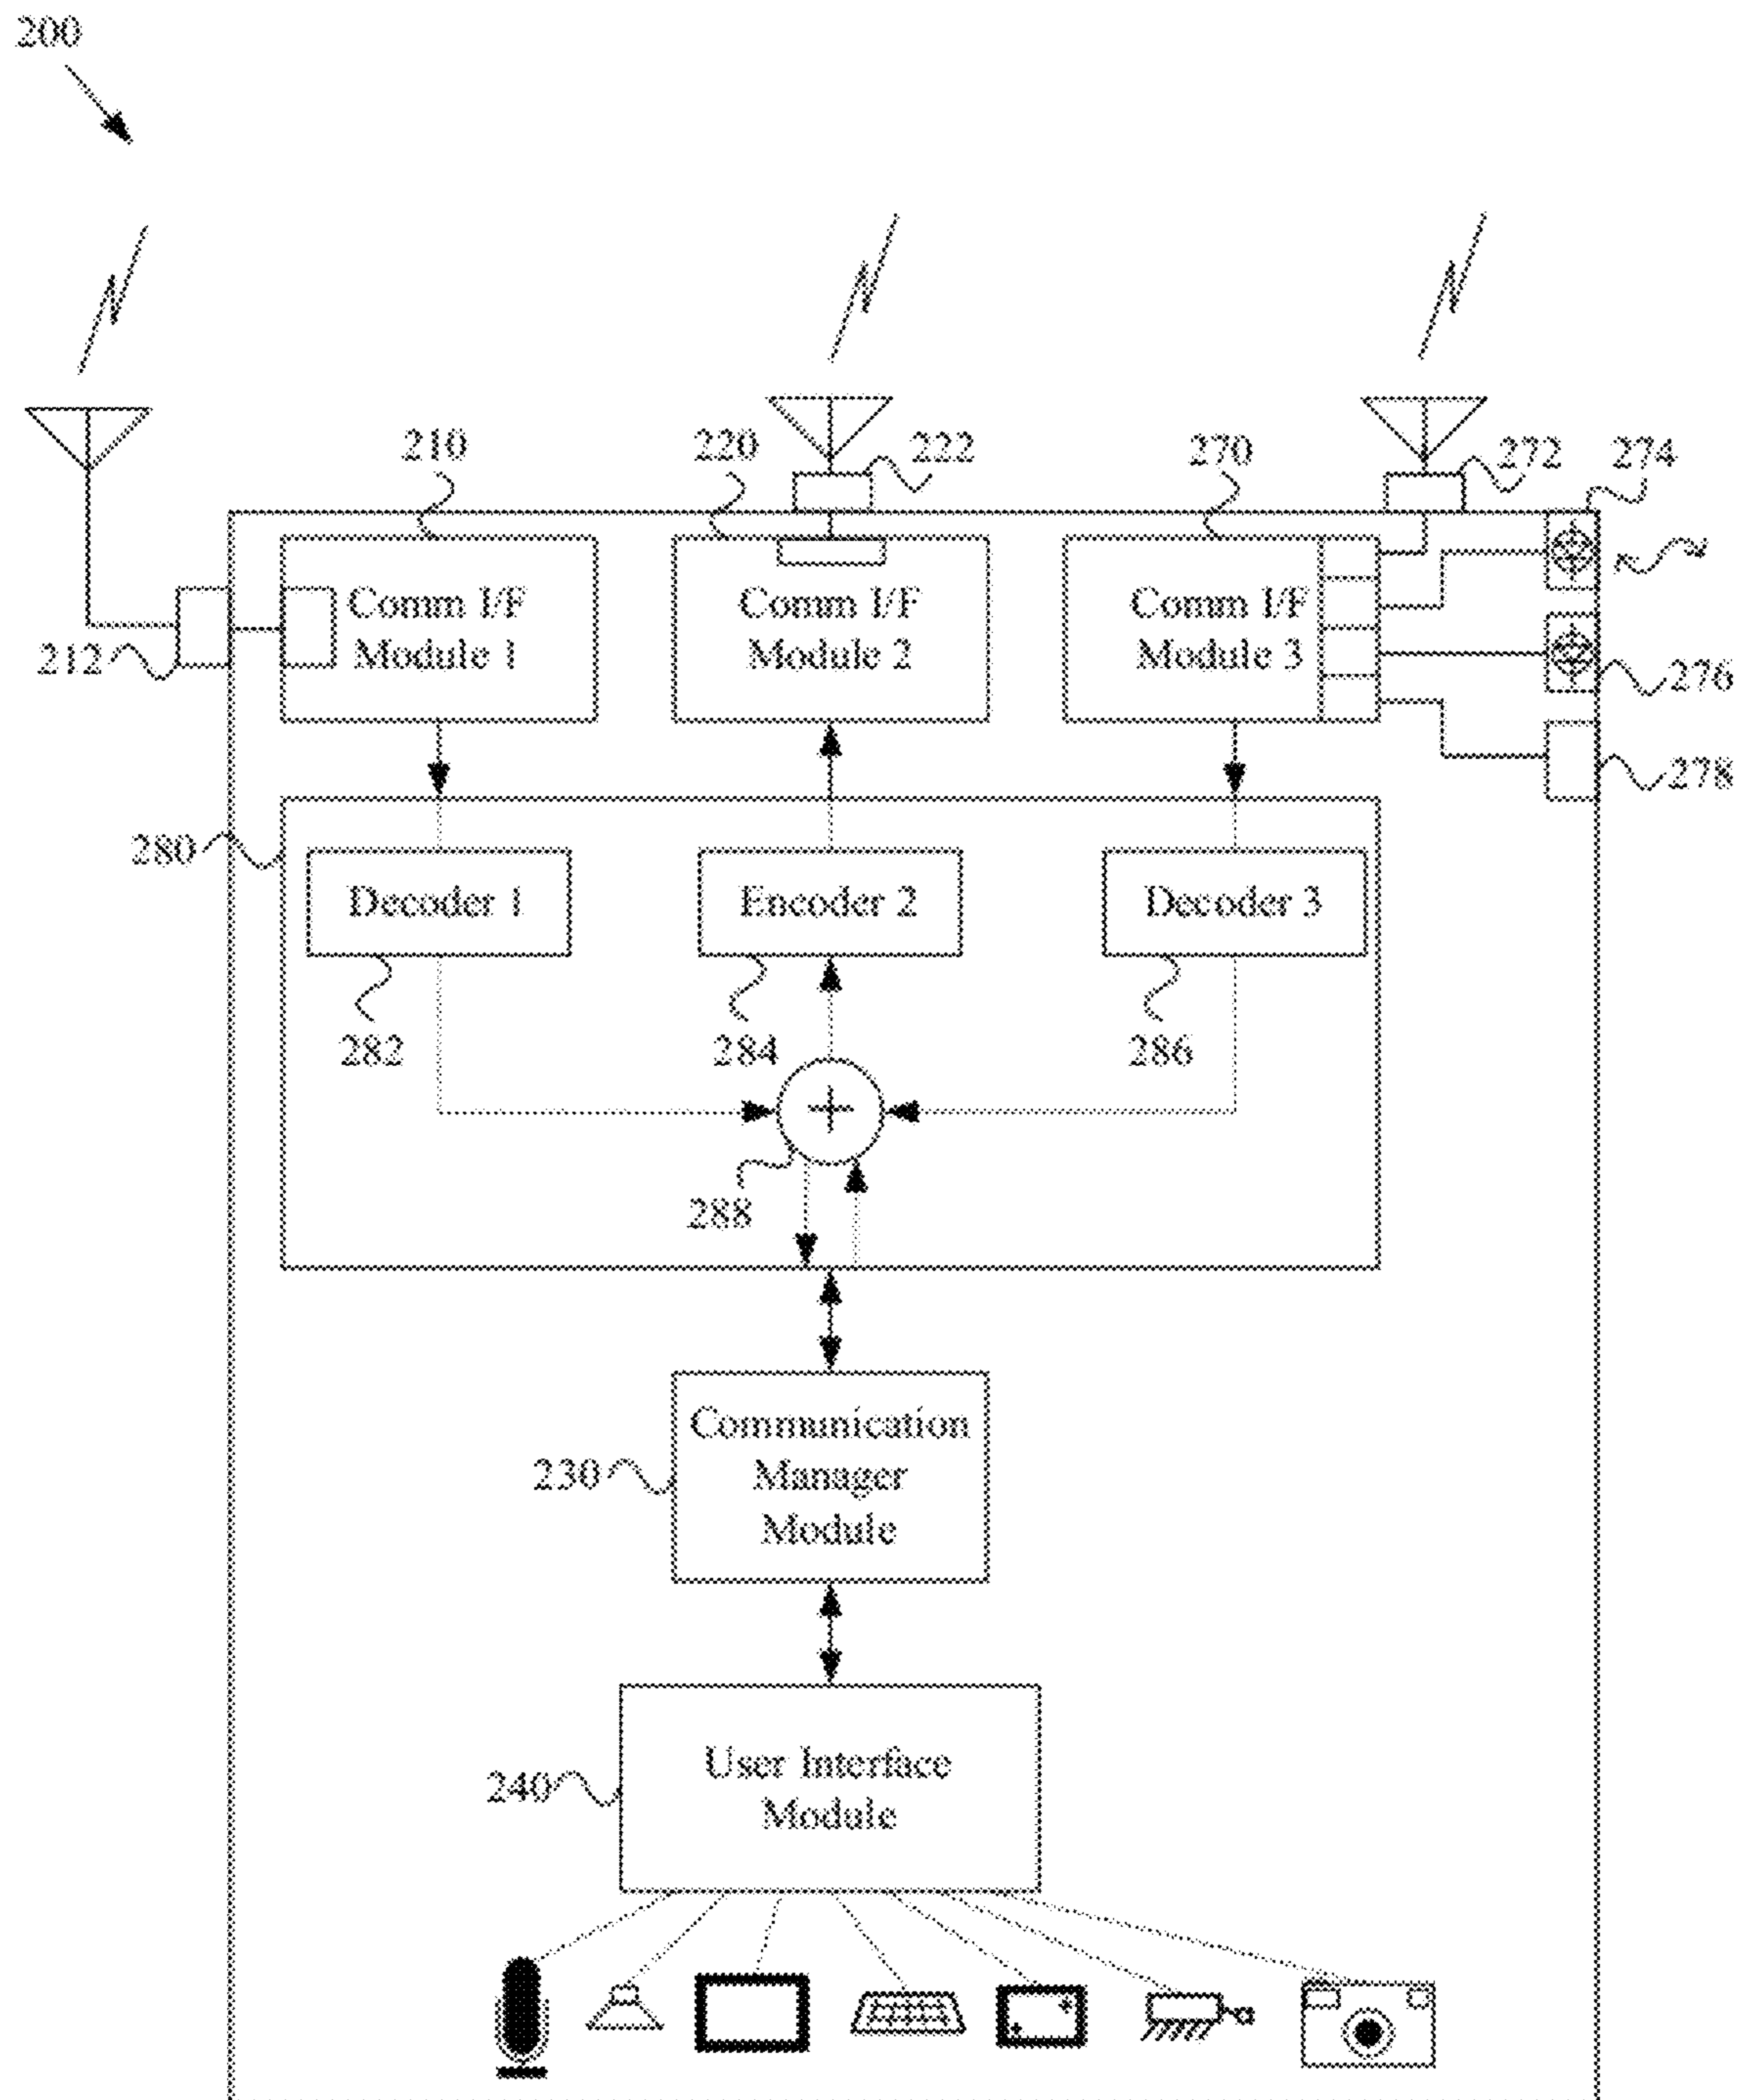 200
210
220
222
270
272
274
Comm I/F
Module 1
Comm I/F
Module 2
Comm I/F
Module 3
212
276
278
280
Decoder 1
Encoder 2
Decoder 3
282
284
286
+
288
230
Communication
Manager
Module
240
User Interface
Module